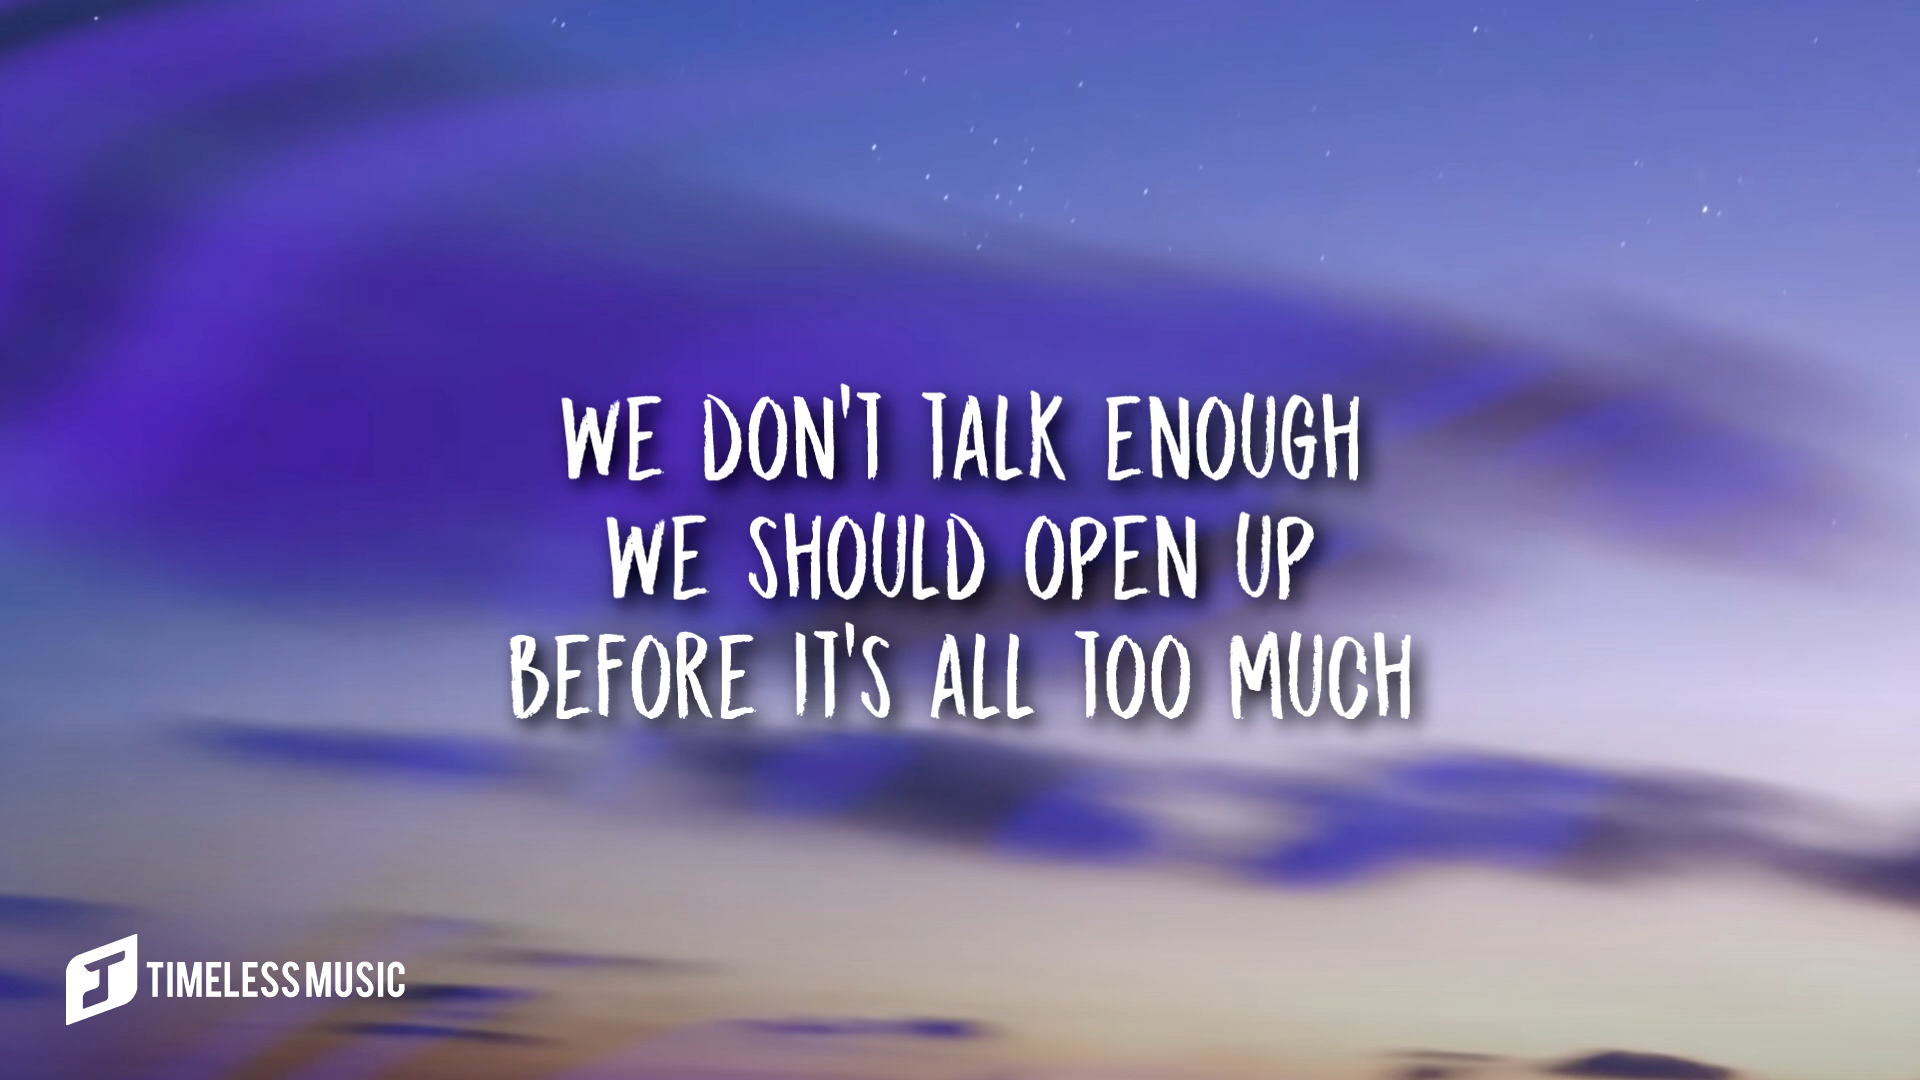 WE DON'T TALK ENOUGH
WE SHOULD OPEN UP
BEFORE IT'S ALL TOO MUCH
TIMELESS MUSIC